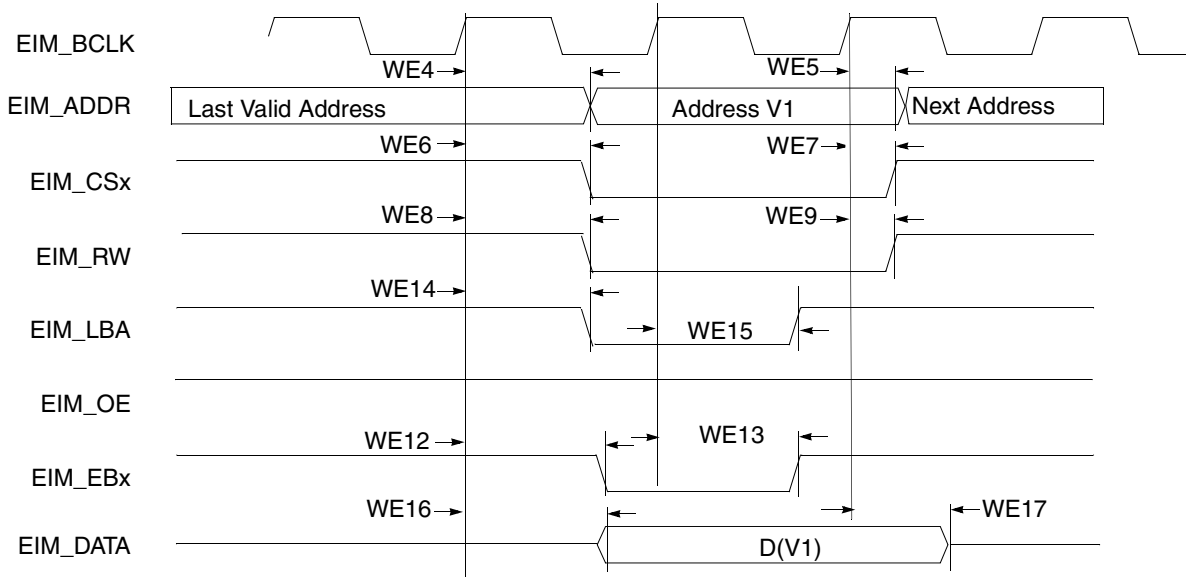 EIM_BCLK
WE4
WE5
EIM_ADDR
Last Valid Address
Address V1
Next Address
WE6
WE7
EIM_CSx
WE8
WE9
EIM_RW
WE14
EIM_LBA
WE15
EIM_OE
WE12
WE13
EIM_EBx
WE16
WE17
EIM_DATA
D(V1)